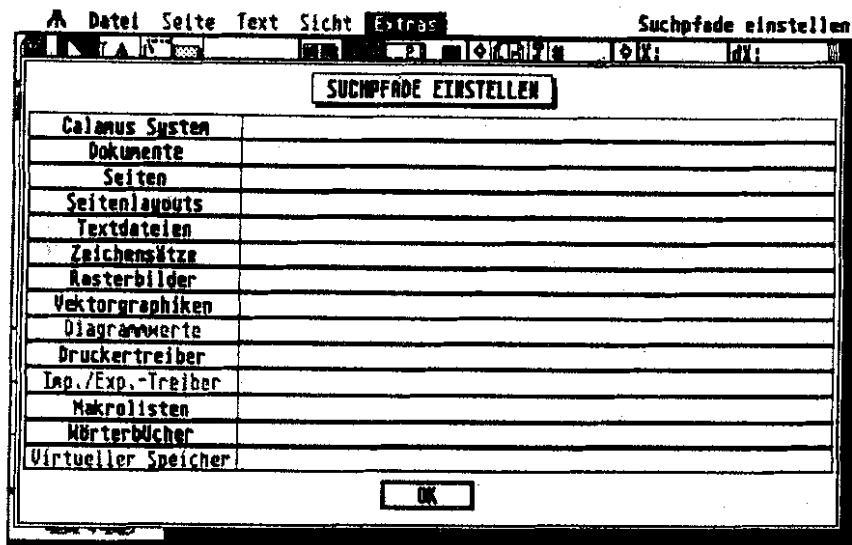 Datei Seite Text Sicht Extras Suchpfade einstellen
X: dX:
SUCHPFADE EINSTELLEN
Calamus System
Dokumente
Seiten
Seitenlayouts
Textdateien
Zeichensätze
Rasterbilder
Vektorgraphiken
Diagrammwerte
Druckertreiber
Imp./Exp.-Treiber
Makrolisten
Wörterbücher
Virtueller Speicher
OK